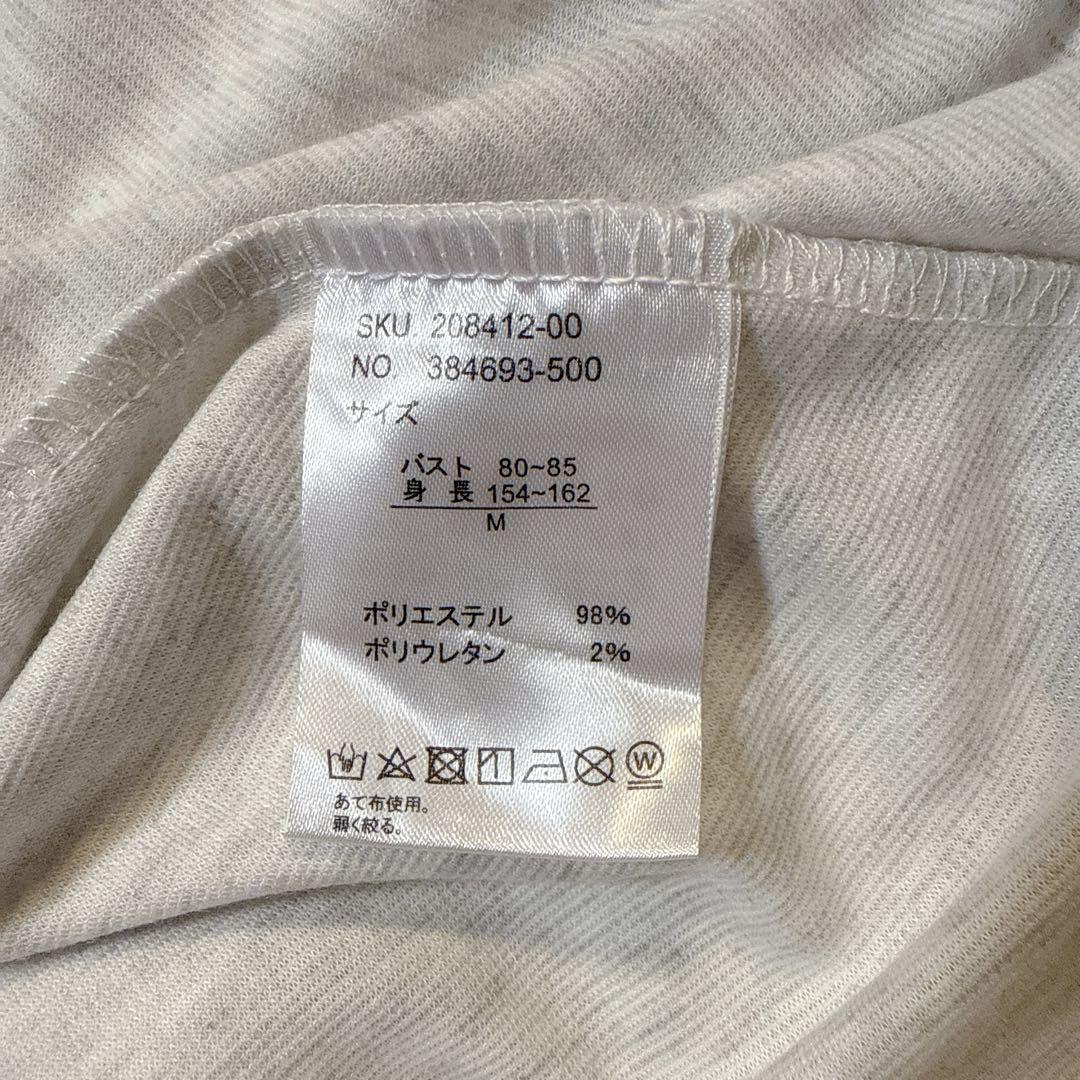 SKU 208412-00
NO 384693-500
サイズ
バスト 80~85
身 長 154~162
M
ポリエステル 98%
ポリウレタン 2%
W
あて布使用。
弱く絞る。